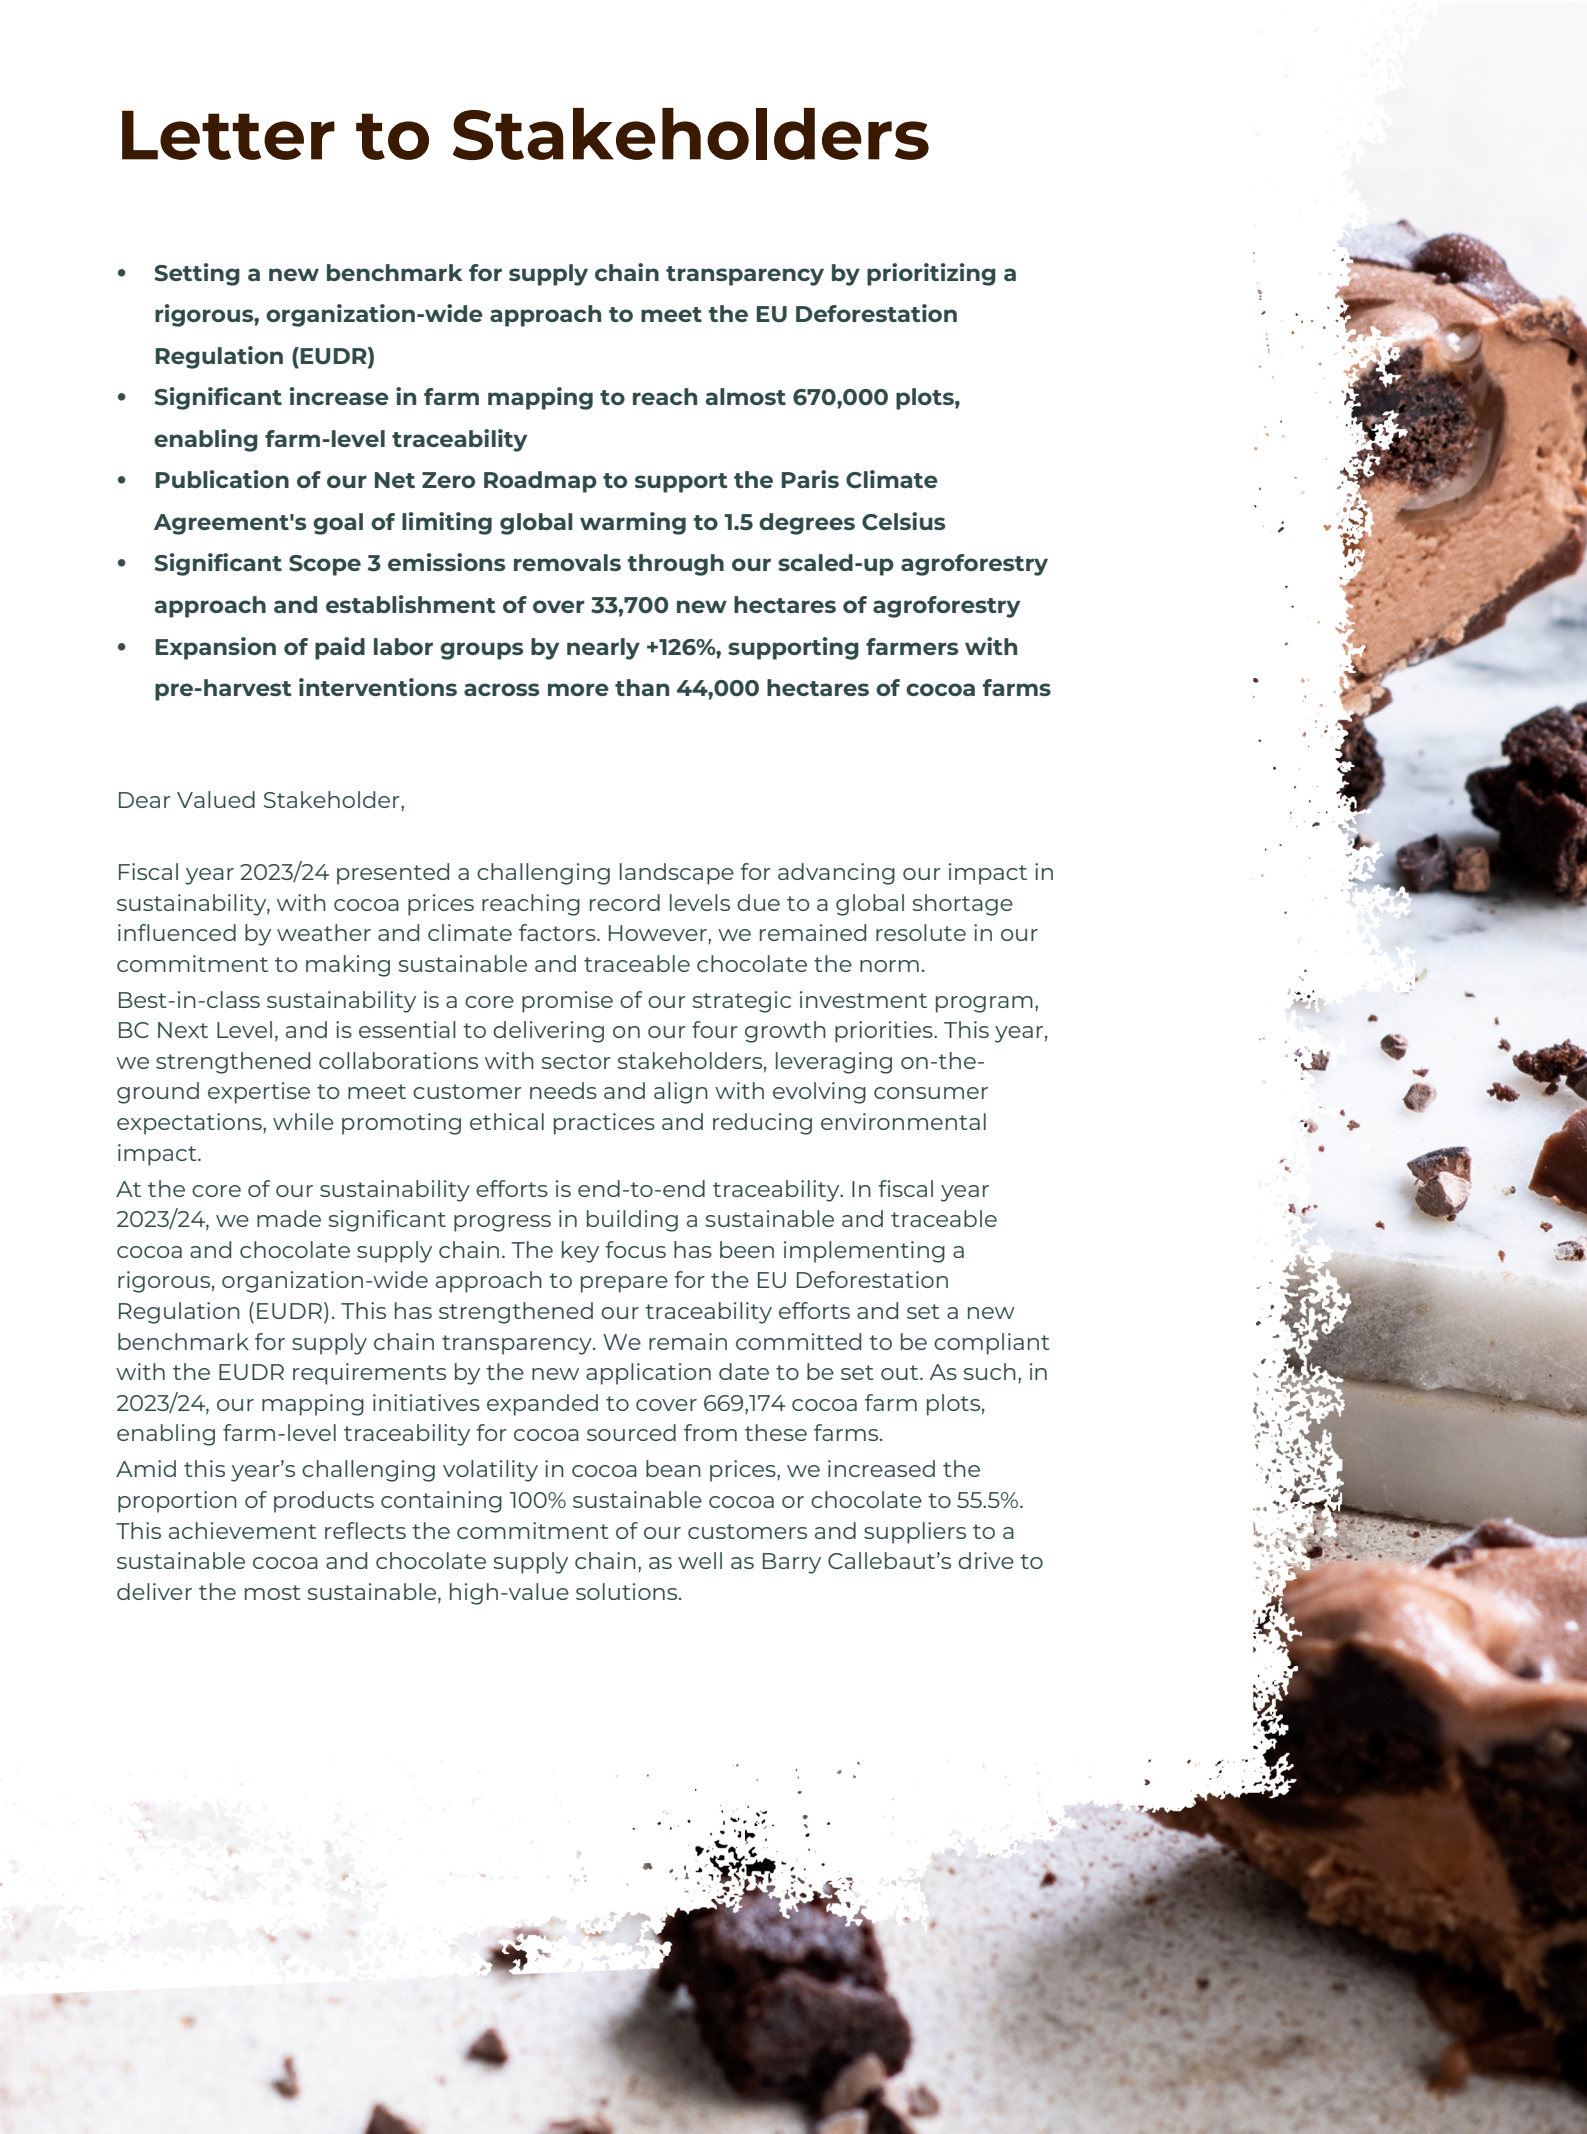 Letter to Stakeholders
• Setting a new benchmark for supply chain transparency by prioritizing a
rigorous, organization-wide approach to meet the EU Deforestation
Regulation (EUDR)
• Significant increase in farm mapping to reach almost 670,000 plots,
enabling farm-level traceability
• Publication of our Net Zero Roadmap to support the Paris Climate
Agreement's goal of limiting global warming to 1.5 degrees Celsius
• Significant Scope 3 emissions removals through our scaled-up agroforestry
approach and establishment of over 33,700 new hectares of agroforestry
• Expansion of paid labor groups by nearly +126%, supporting farmers with
pre-harvest interventions across more than 44,000 hectares of cocoa farms
Dear Valued Stakeholder,
Fiscal year 2023/24 presented a challenging landscape for advancing our impact in
sustainability, with cocoa prices reaching record levels due to a global shortage
influenced by weather and climate factors. However, we remained resolute in our
commitment to making sustainable and traceable chocolate the norm.
Best-in-class sustainability is a core promise of our strategic investment program,
BC Next Level, and is essential to delivering on our four growth priorities. This year,
we strengthened collaborations with sector stakeholders, leveraging on-the-
ground expertise to meet customer needs and align with evolving consumer
expectations, while promoting ethical practices and reducing environmental
impact.
At the core of our sustainability efforts is end-to-end traceability. In fiscal year
2023/24, we made significant progress in building a sustainable and traceable
cocoa and chocolate supply chain. The key focus has been implementing a
rigorous, organization-wide approach to prepare for the EU Deforestation
Regulation (EUDR). This has strengthened our traceability efforts and set a new
benchmark for supply chain transparency. We remain committed to be compliant
with the EUDR requirements by the new application date to be set out. As such, in
2023/24, our mapping initiatives expanded to cover 669,174 cocoa farm plots,
enabling farm-level traceability for cocoa sourced from these farms.
Amid this year’s challenging volatility in cocoa bean prices, we increased the
proportion of products containing 100% sustainable cocoa or chocolate to 55.5%.
This achievement reflects the commitment of our customers and suppliers to a
sustainable cocoa and chocolate supply chain, as well as Barry Callebaut’s drive to
deliver the most sustainable, high-value solutions.